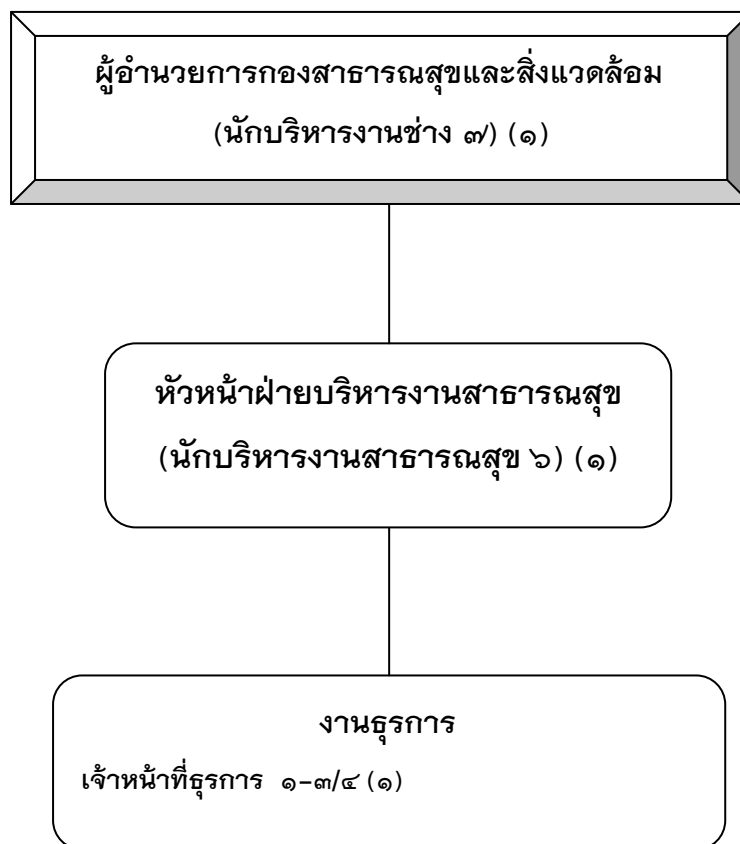 ผู้อำนวยการกองสาธารณสุขและสิ่งแวดล้อม
(นักบริหารงานช่าง ๗) (๑)
หัวหน้าฝ่ายบริหารงานสาธารณสุข
(นักบริหารงานสาธารณสุข ๖) (๑)
งานธุรการ
เจ้าหน้าที่ธุรการ ๑-๓/๔ (๑)